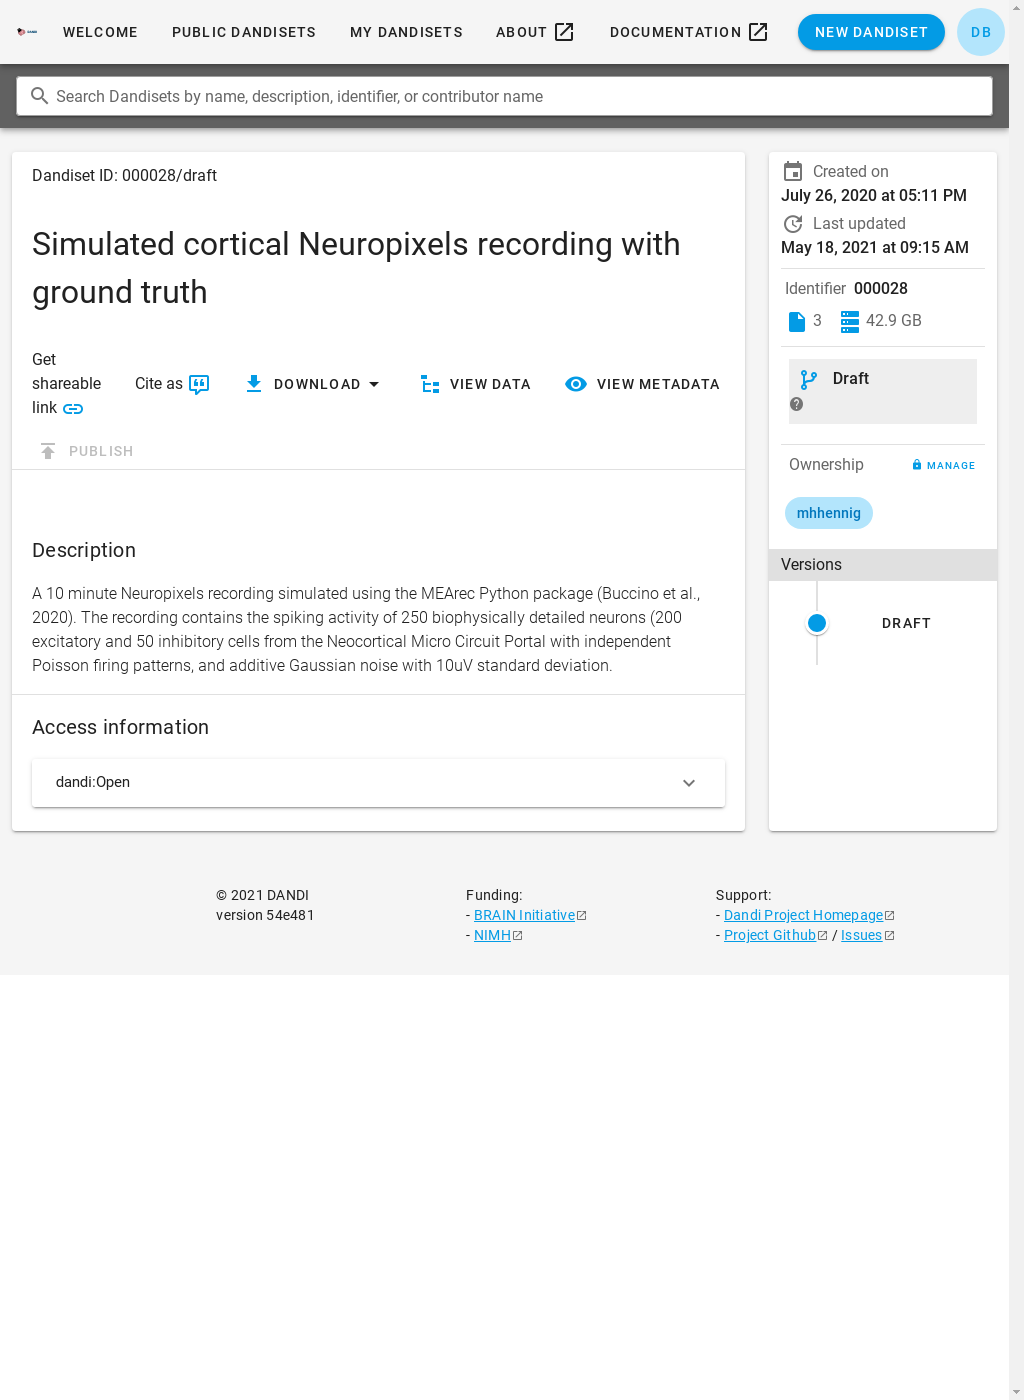 WELCOME PUBLIC DANDISETS MY DANDISETS ABOUT DOCUMENTATION NEW DANDISET DB
Search Dandisets by name, description, identifier, or contributor name
Dandiset ID: 000028/draft
Simulated cortical Neuropixels recording with
ground truth
Get
shareable
link
Cite as
DOWNLOAD
VIEW DATA
VIEW METADATA
PUBLISH
Description
A 10 minute Neuropixels recording simulated using the MEArec Python package (Buccino et al.,
2020). The recording contains the spiking activity of 250 biophysically detailed neurons (200
excitatory and 50 inhibitory cells from the Neocortical Micro Circuit Portal with independent
Poisson firing patterns, and additive Gaussian noise with 10uV standard deviation.
Access information
dandi:Open
Created on
July 26, 2020 at 05:11 PM
Last updated
May 18, 2021 at 09:15 AM
Identifier 000028
3 42.9 GB
Draft
Ownership MANAGE
mhhennig
Versions
DRAFT
© 2021 DANDI
version 54e481
Funding:
- BRAIN Initiative
- NIMH
Support:
- Dandi Project Homepage
- Project Github / Issues